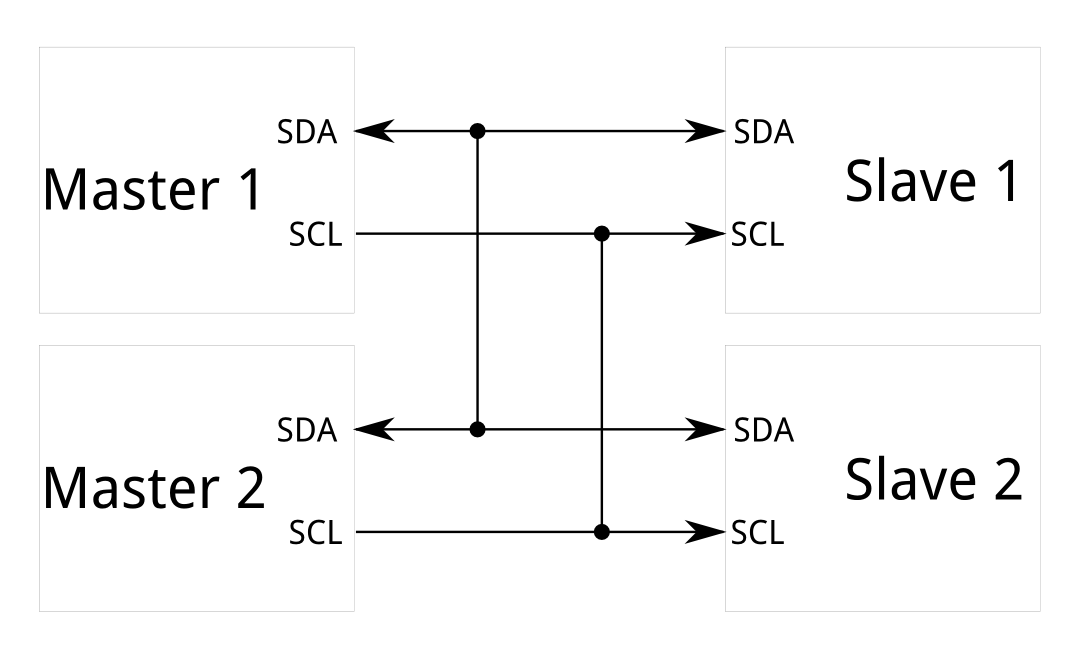 SDA
Master 1
SCL
SDA
Slave 1
SCL
SDA
Master 2
SCL
SDA
Slave 2
SCL